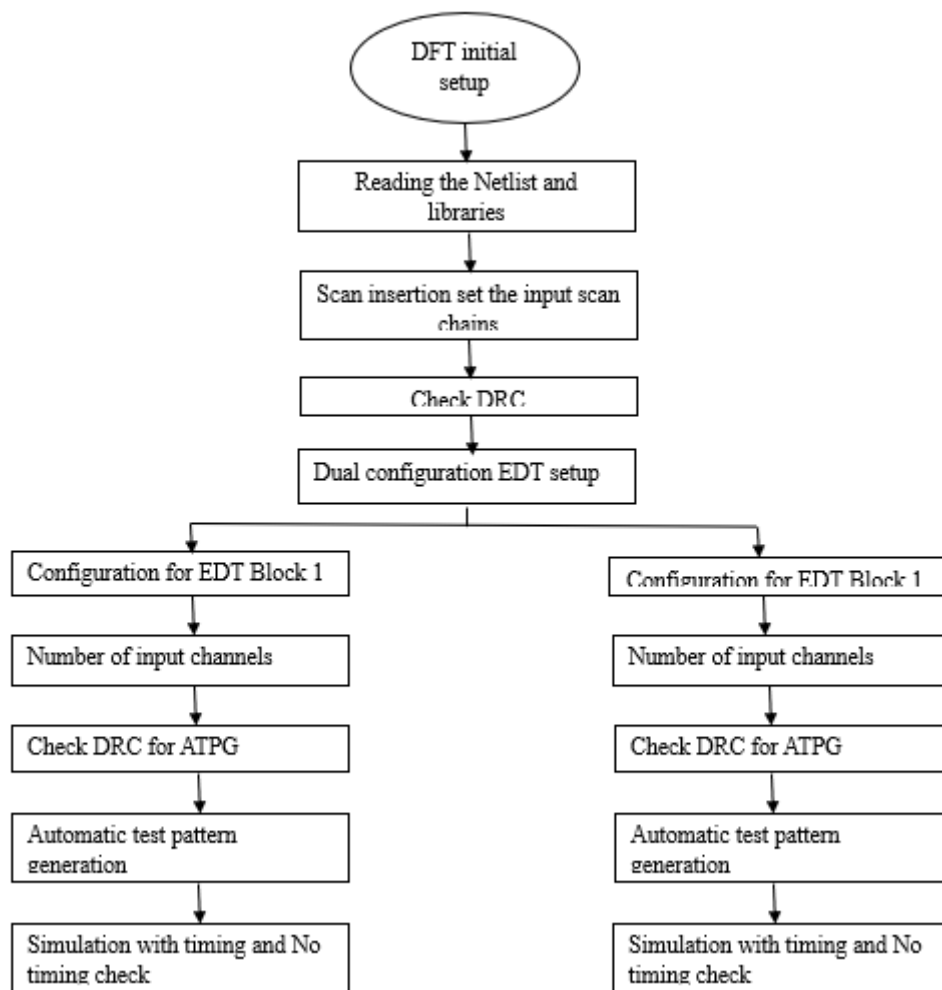 DFT initial
setup
Reading the Netlist and
libraries
Scan insertion set the input scan
chains
Check DRC
Dual configuration EDT setup
Configuration for EDT Block 1
Configuration for EDT Block 1
Number of input channels
Number of input channels
Check DRC for ATPG
Check DRC for ATPG
Automatic test pattern
generation
Automatic test pattern
generation
Simulation with timing and No
timing check
Simulation with timing and No
timing check